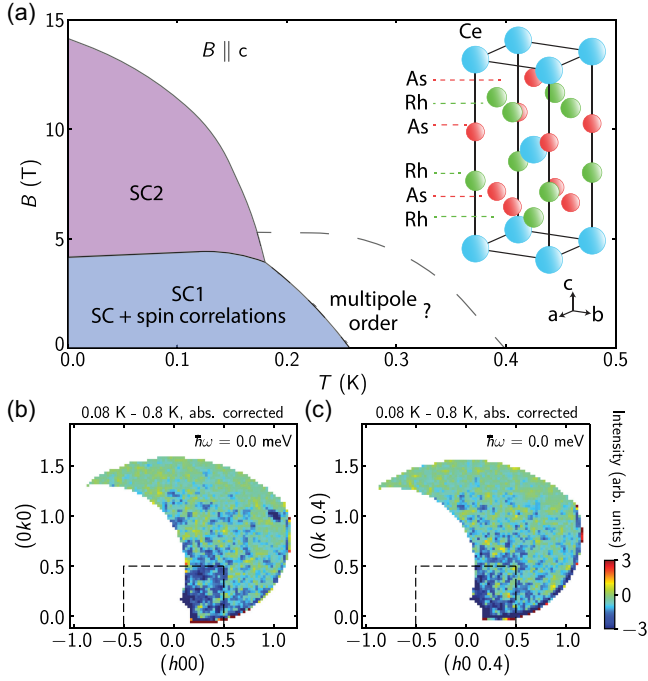 (a)
15
10
5
0
B (T)
B ∥ c
SC2
SC1
SC + spin correlations
multipole
order
?
0.0
0.1
0.2
0.3
0.4
0.5
T (K)
Ce
As
Rh
As
Rh
As
Rh
c
a
b
(b)
0.08 K - 0.8 K, abs. corrected
ħω = 0.0 meV
1.5
1.0
0.5
0.0
(0k0)
−1.0
−0.5
0.0
0.5
1.0
(h00)
(c)
0.08 K - 0.8 K, abs. corrected
ħω = 0.0 meV
1.5
1.0
0.5
0.0
(0k 0.4)
−1.0
−0.5
0.0
0.5
1.0
(h0 0.4)
Intensity (arb. units)
3
0
−3